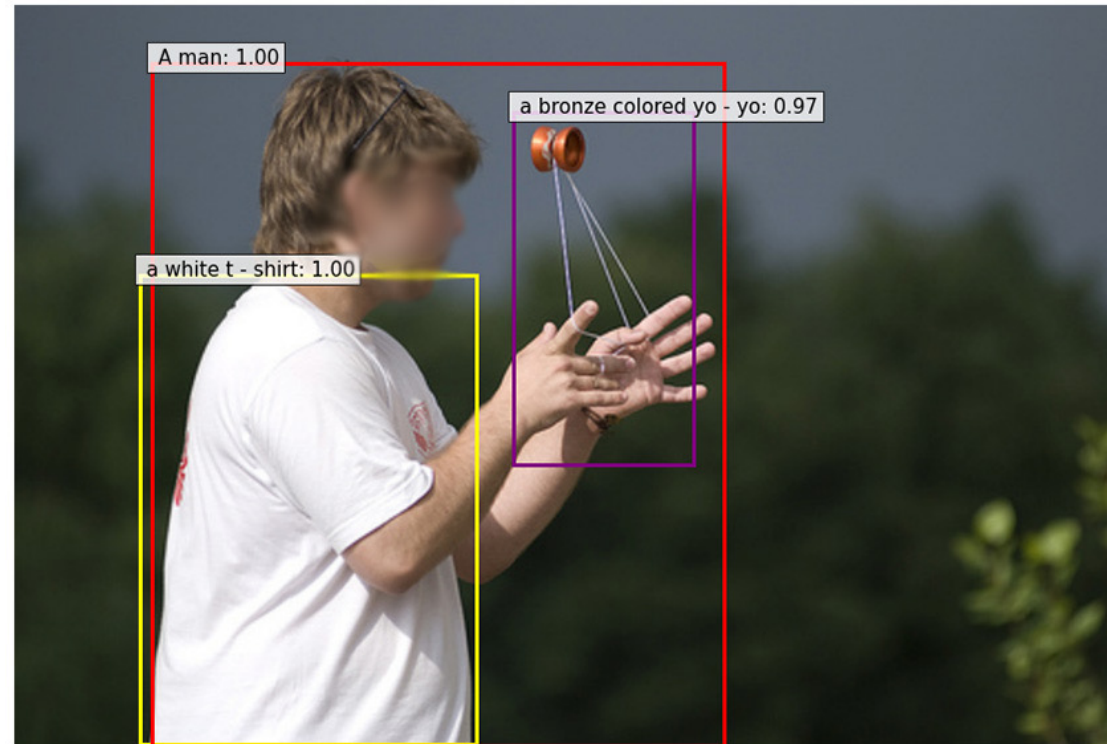 A man: 1.00
a bronze colored yo - yo: 0.97
a white t - shirt: 1.00